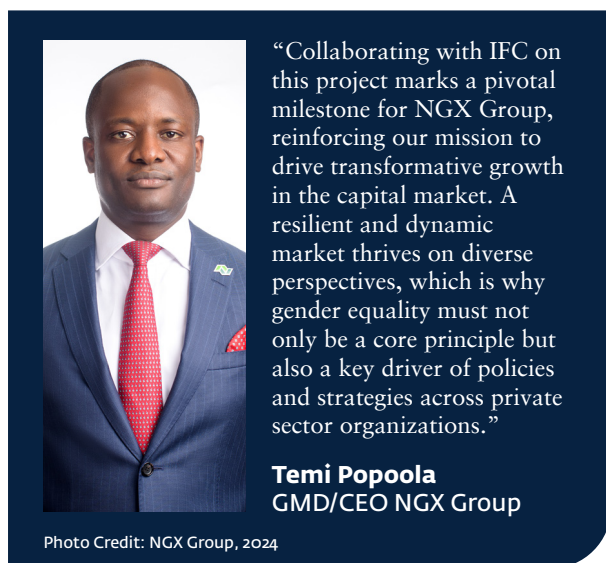 “Collaborating with IFC on
this project marks a pivotal
milestone for NGX Group,
reinforcing our mission to
drive transformative growth
in the capital market. A
resilient and dynamic
market thrives on diverse
perspectives, which is why
gender equality must not
only be a core principle but
also a key driver of policies
and strategies across private
sector organizations.”
Temi Popoola
GMD/CEO NGX Group
Photo Credit: NGX Group, 2024